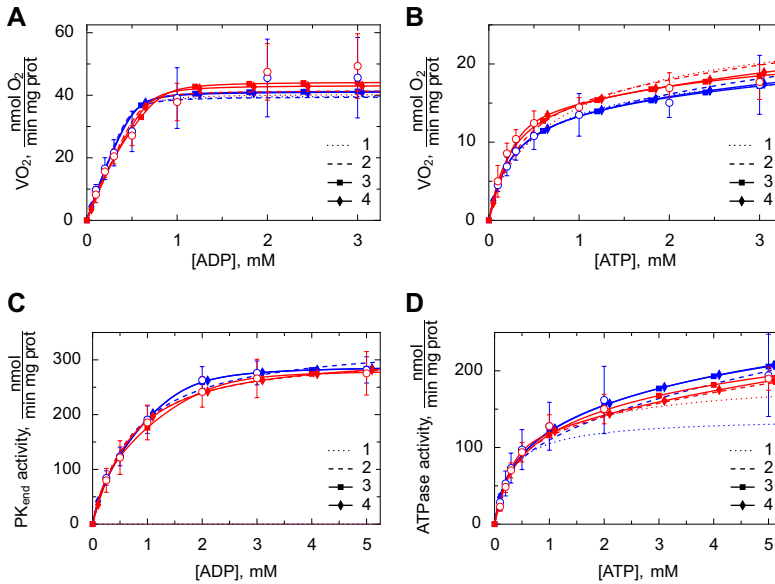 A
VO₂, nmol O₂ / min mg prot
60
40
20
0
0 1 2 3
[ADP], mM
1
2
3
4
B
VO₂, nmol O₂ / min mg prot
20
10
0
0 1 2 3
[ATP], mM
1
2
3
4
C
PKend activity, nmol / min mg prot
300
200
100
0
0 1 2 3 4 5
[ADP], mM
1
2
3
4
D
ATPase activity, nmol / min mg prot
200
100
0
0 1 2 3 4 5
[ATP], mM
1
2
3
4